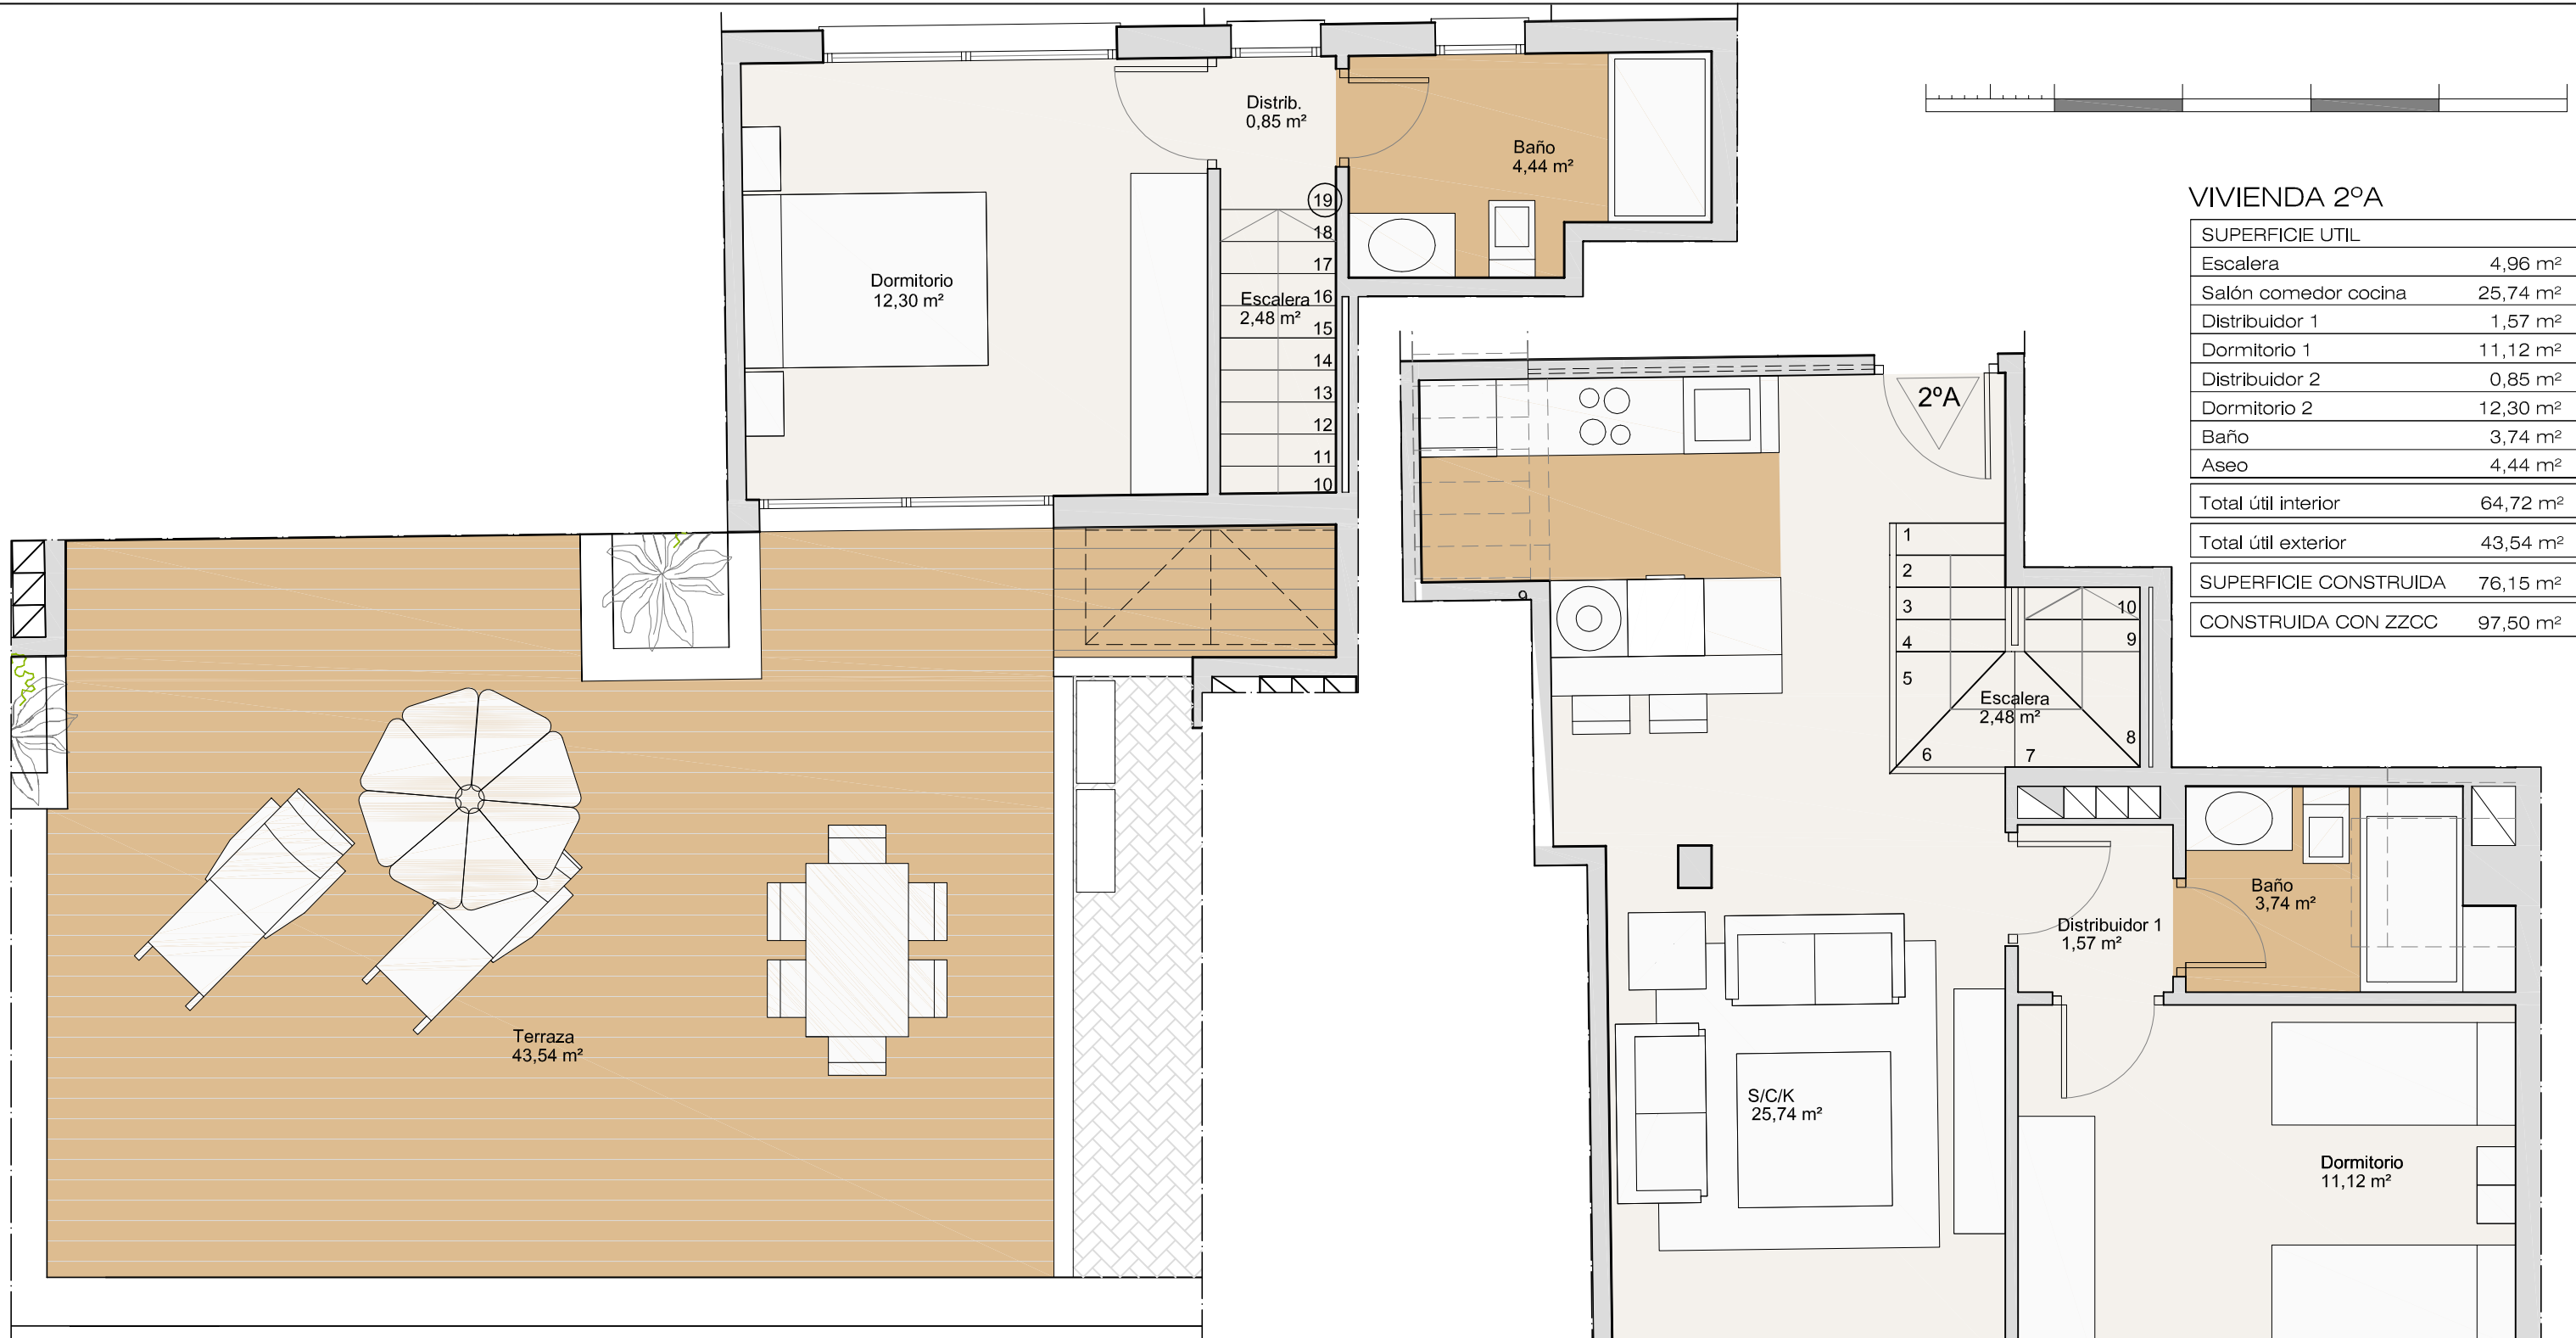 Distrib.
0,85 m²
Baño
4,44 m²
Dormitorio
12,30 m²
19
18
17
16
15
14
13
12
11
10
Escalera
2,48 m²
VIVIENDA 2ºA
SUPERFICIE UTIL
Escalera 4,96 m²
Salón comedor cocina 25,74 m²
Distribuidor 1 1,57 m²
Dormitorio 1 11,12 m²
Distribuidor 2 0,85 m²
Dormitorio 2 12,30 m²
Baño 3,74 m²
Aseo 4,44 m²
Total útil interior 64,72 m²
Total útil exterior 43,54 m²
SUPERFICIE CONSTRUIDA 76,15 m²
CONSTRUIDA CON ZZCC 97,50 m²
2ºA
1
2
3
4
5
6
7
8
9
10
Escalera
2,48 m²
9
Baño
3,74 m²
Distribuidor 1
1,57 m²
Terraza
43,54 m²
S/C/K
25,74 m²
Dormitorio
11,12 m²